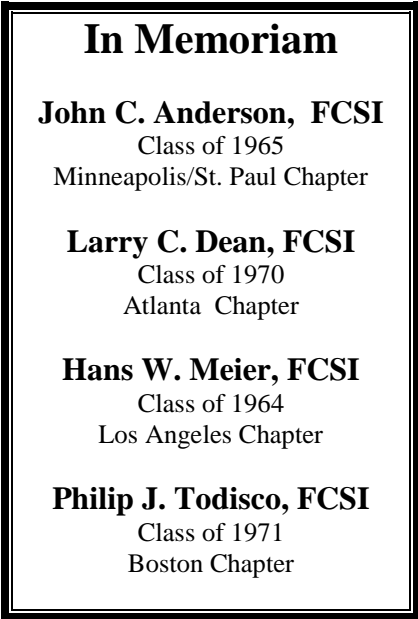 In Memoriam
John C. Anderson,  FCSI
Class of 1965
Minneapolis/St. Paul Chapter
Larry C. Dean, FCSI
Class of 1970
Atlanta  Chapter
Hans W. Meier, FCSI
Class of 1964
Los Angeles Chapter
Philip J. Todisco, FCSI
Class of 1971
Boston Chapter